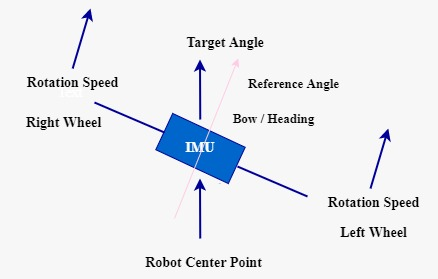 Target Angle
Rotation Speed
Reference Angle
Right Wheel
Bow / Heading
IMU
Rotation Speed
Left Wheel
Robot Center Point